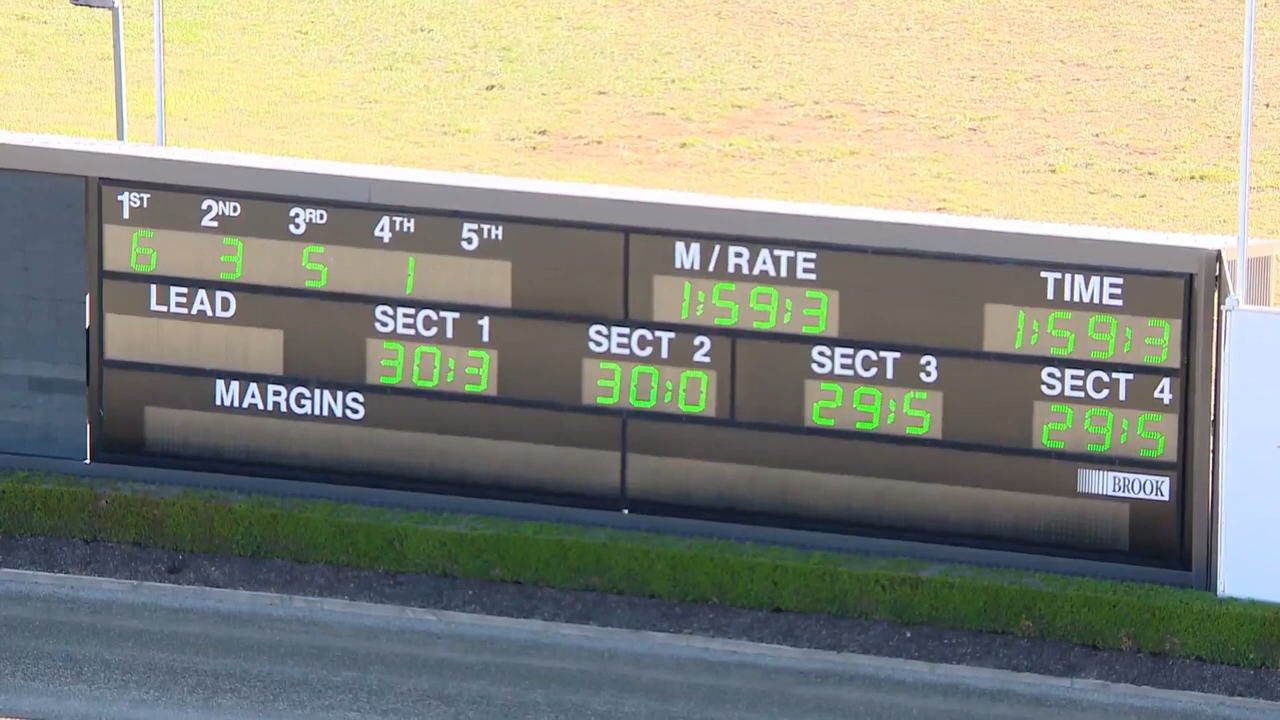 1ST 2ND 3RD 4TH 5TH
6 3 5 1
M/RATE
1:59:3
TIME
1:59:3
LEAD
SECT 1
30:3
SECT 2
30:0
SECT 3
29:5
SECT 4
29:5
MARGINS
BROOK